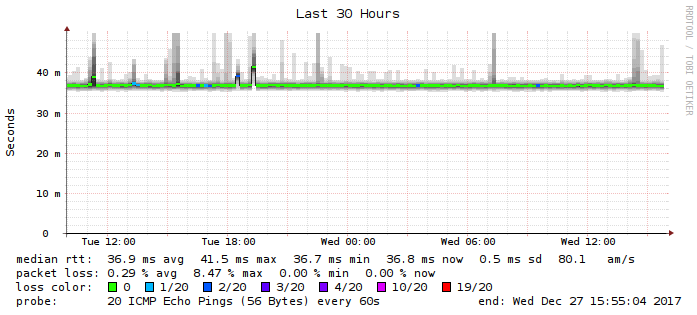 Last 30 Hours
RRDTOOL / TOBI OETIKER
Seconds
40 m
30 m
20 m
10 m
0
Tue 12:00 Tue 18:00 Wed 00:00 Wed 06:00 Wed 12:00
median rtt: 36.9 ms avg 41.5 ms max 36.7 ms min 36.8 ms now 0.5 ms sd 80.1 am/s
packet loss: 0.29 % avg 8.47 % max 0.00 % min 0.00 % now
loss color: 0 1/20 2/20 3/20 4/20 10/20 19/20
probe: 20 ICMP Echo Pings (56 Bytes) every 60s end: Wed Dec 27 15:55:04 2017